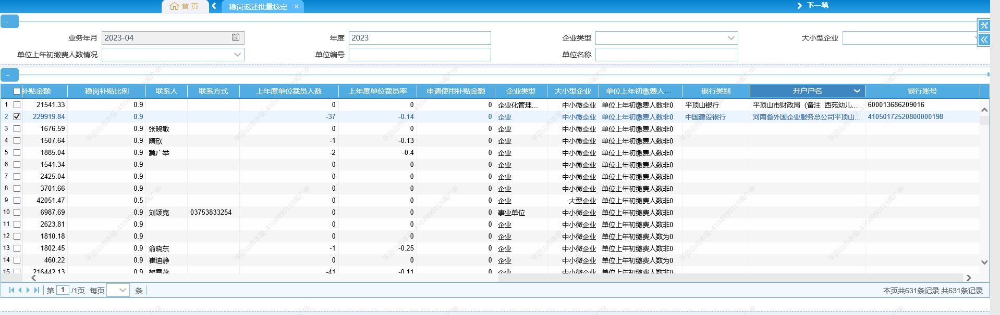 首 页 稳岗返还批量核定 × 下一笔
业务年月 2023-04 年度 2023 企业类型 大小型企业
单位上年初缴费人数情况 单位编号 单位名称
补贴金额 稳岗补贴比例 联系人 联系方式 上年度单位裁员人数 上年度单位裁员率 申请使用补贴金额 企业类型 大小型企业 单位上年初缴费人... 银行类别 开户户名 银行账号
1 21541.33 0.9 0 0 0 企业化管理... 中小微企业 单位上年初缴费人数非0 平顶山银行 平顶山市财政局（备注 西苑幼儿... 600013686209016
2 229919.84 0.9 -37 -0.14 0 企业 中小微企业 单位上年初缴费人数非0 中国建设银行 河南省外国企业服务总公司平顶山... 41050172520800000198
3 1676.59 0.9 张晓敏 0 0 0 企业 中小微企业 单位上年初缴费人数非0
4 1507.64 0.9 隋欣 -1 -0.13 0 企业 中小微企业 单位上年初缴费人数非0
5 1885.04 0.9 冀广举 -2 -0.4 0 企业 中小微企业 单位上年初缴费人数非0
6 1541.34 0.9 0 0 0 企业 中小微企业 单位上年初缴费人数非0
7 2425.04 0.9 0 0 0 企业 中小微企业 单位上年初缴费人数非0
8 3701.66 0.9 0 0 0 企业 中小微企业 单位上年初缴费人数非0
9 42051.47 0.5 0 0 0 企业 大型企业 单位上年初缴费人数非0
10 6987.69 0.9 刘颂克 03753833254 0 0 0 事业单位 中小微企业 单位上年初缴费人数非0
11 2623.81 0.9 0 0 0 企业 中小微企业 单位上年初缴费人数非0
12 1810.18 0.9 0 0 0 企业 中小微企业 单位上年初缴费人数为0
13 1802.45 0.9 俞晓东 -1 -0.25 0 企业 中小微企业 单位上年初缴费人数非0
14 460.22 0.9 崔迪静 0 0 0 企业 中小微企业 单位上年初缴费人数为0
15 216442.13 0.9 樊雪燕 -41 -0.11 0 企业 中小微企业 单位上年初缴费人数非0
第 1 /1页 每页 条 本页共631条记录 共631条记录